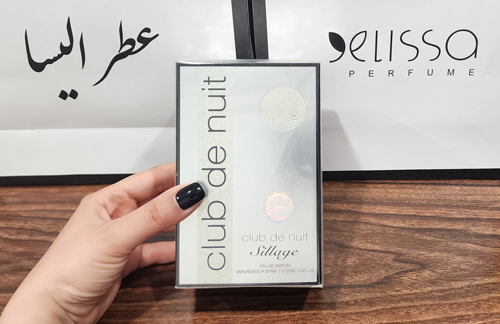 عطر الیسا
elissa
PERFUME
club de nuit
club de nuit
Sillage
EAU DE PARFUM